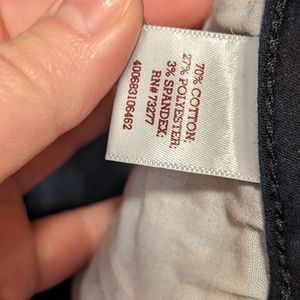 70% COTTON;
27% POLYESTER;
3% SPANDEX;
RN#73277
400683106462